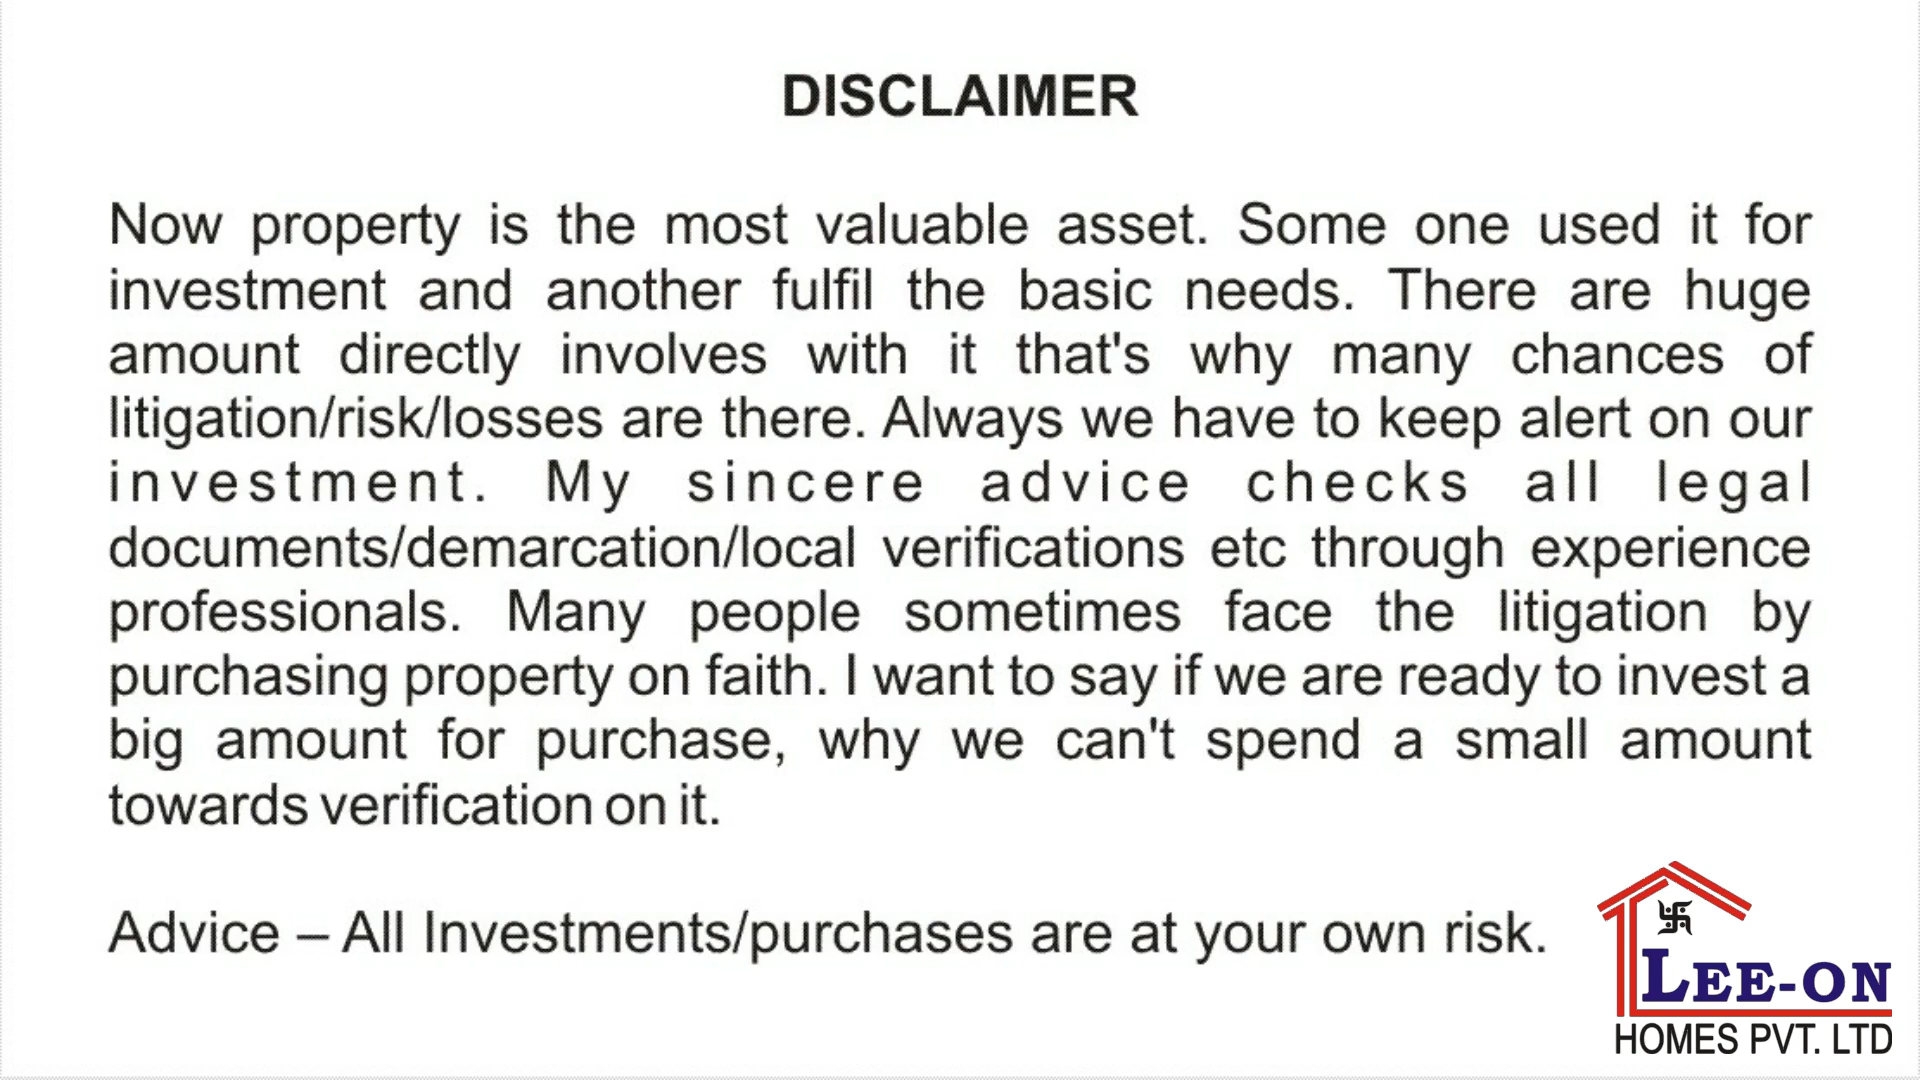 DISCLAIMER
Now property is the most valuable asset. Some one used it for
investment and another fulfil the basic needs. There are huge
amount directly involves with it that's why many chances of
litigation/risk/losses are there. Always we have to keep alert on our
investment. My sincere advice checks all legal
documents/demarcation/local verifications etc through experience
professionals. Many people sometimes face the litigation by
purchasing property on faith. I want to say if we are ready to invest a
big amount for purchase, why we can't spend a small amount
towards verification on it.
Advice – All Investments/purchases are at your own risk.
LEE-ON
HOMES PVT. LTD